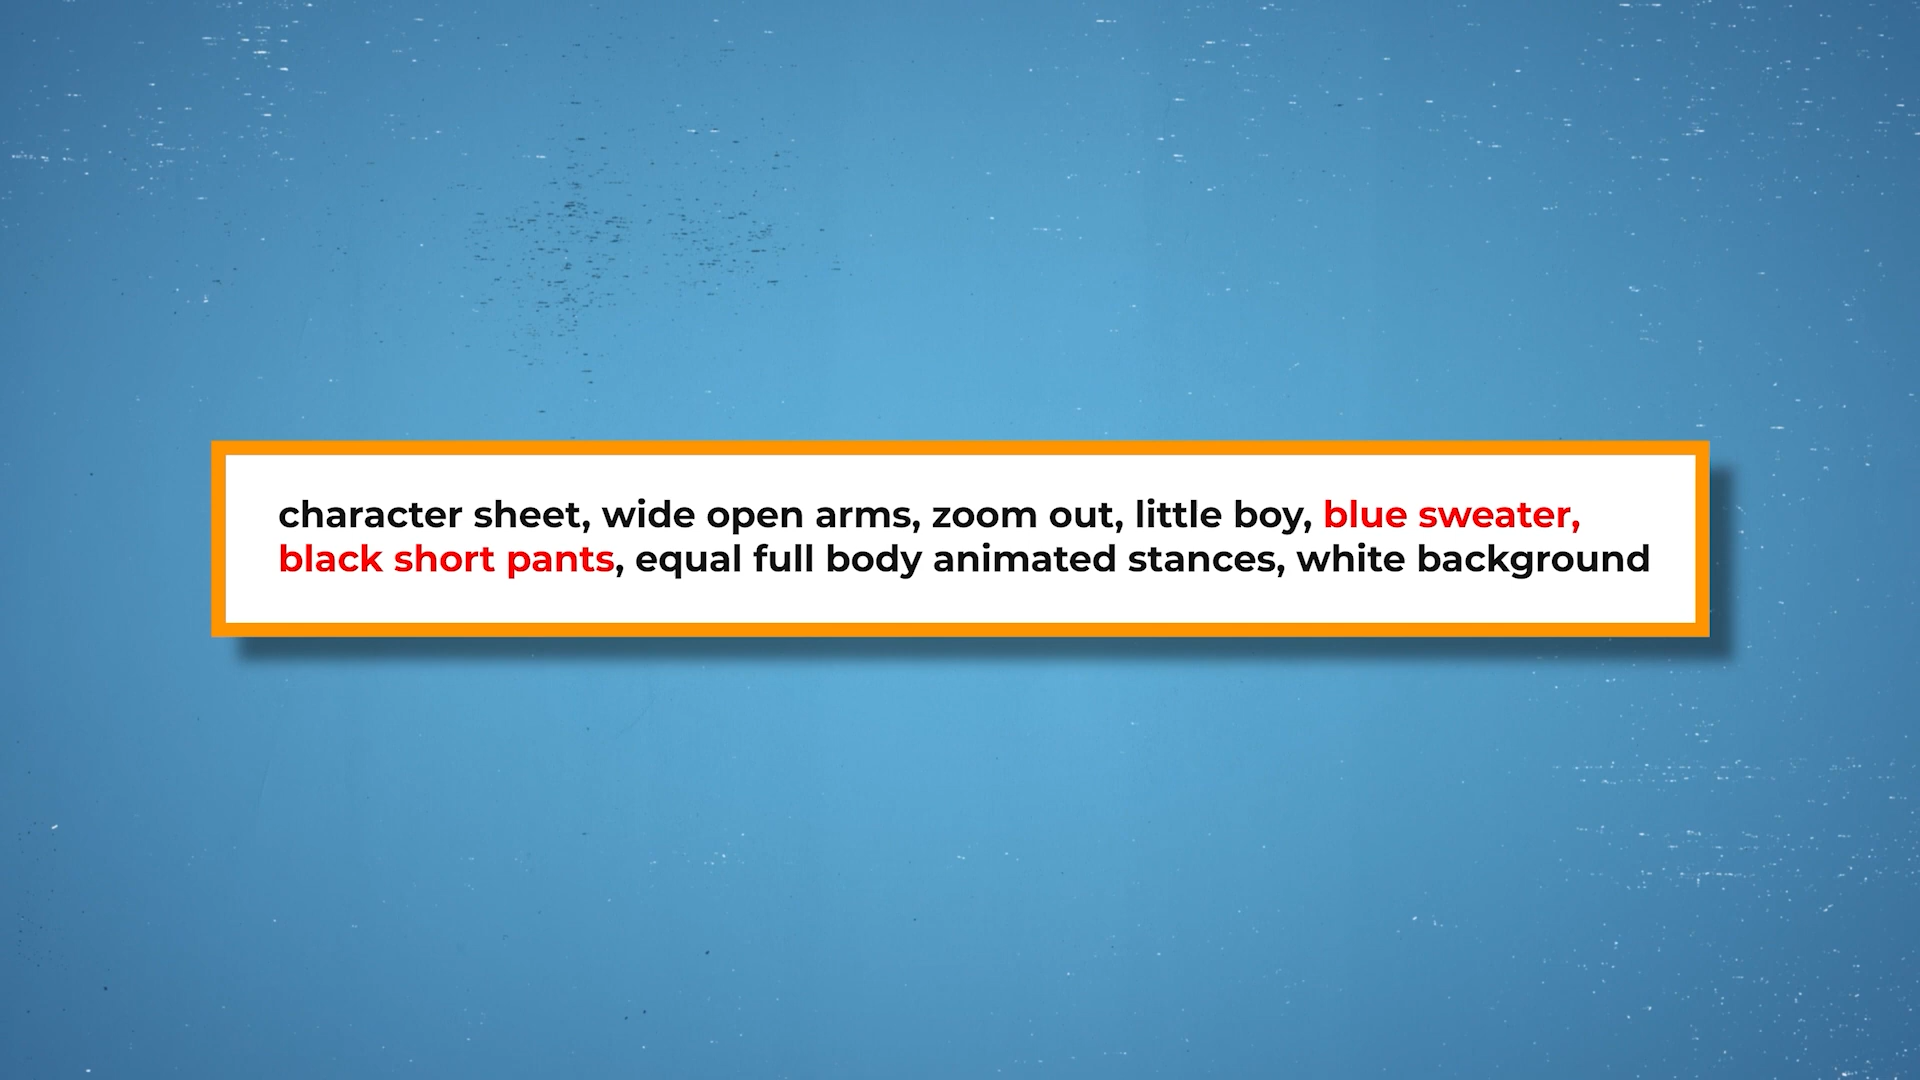 character sheet, wide open arms, zoom out, little boy, blue sweater,
black short pants, equal full body animated stances, white background